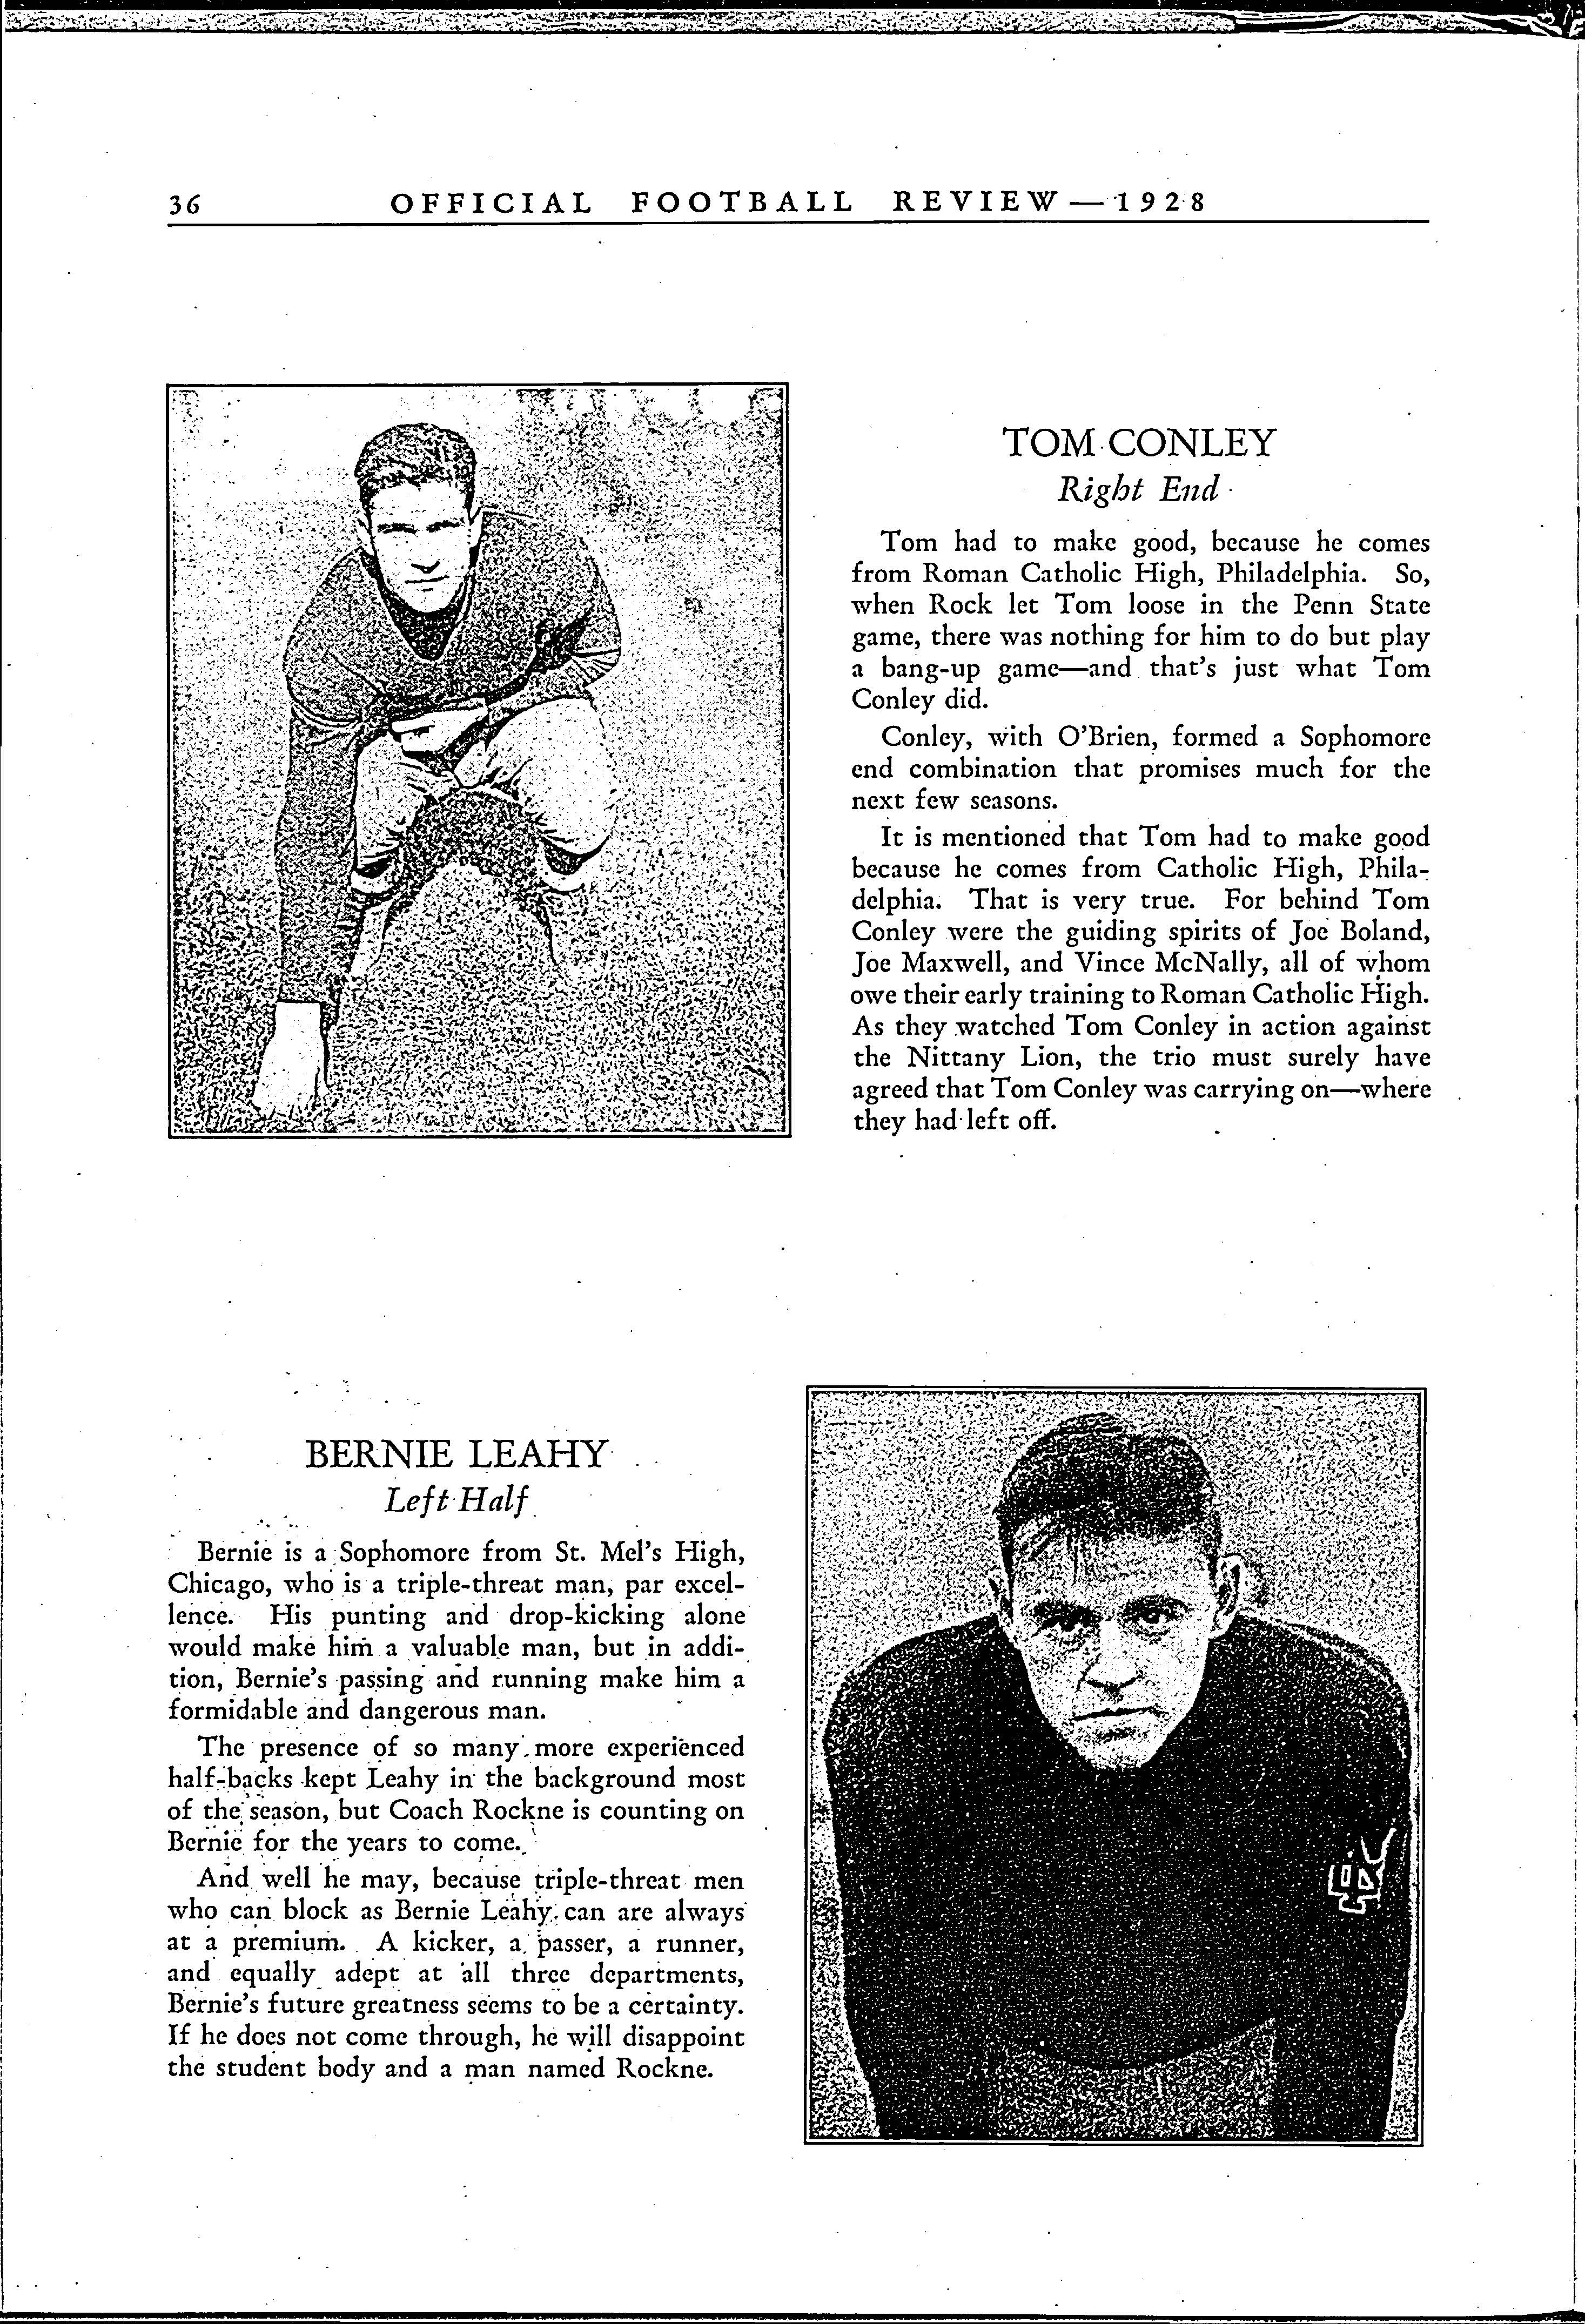 36 OFFICIAL FOOTBALL REVIEW—1928
TOM CONLEY
Right End
Tom had to make good, because he comes
from Roman Catholic High, Philadelphia. So,
when Rock let Tom loose in the Penn State
game, there was nothing for him to do but play
a bang-up game—and that's just what Tom
Conley did.
Conley, with O'Brien, formed a Sophomore
end combination that promises much for the
next few seasons.
It is mentioned that Tom had to make good
because he comes from Catholic High, Phila-
delphia. That is very true. For behind Tom
Conley were the guiding spirits of Joe Boland,
Joe Maxwell, and Vince McNally, all of whom
owe their early training to Roman Catholic High.
As they watched Tom Conley in action against
the Nittany Lion, the trio must surely have
agreed that Tom Conley was carrying on—where
they had left off.
BERNIE LEAHY
Left Half
Bernie is a Sophomore from St. Mel's High,
Chicago, who is a triple-threat man, par excel-
lence. His punting and drop-kicking alone
would make him a valuable man, but in addi-
tion, Bernie's passing and running make him a
formidable and dangerous man.
The presence of so many more experienced
half-backs kept Leahy in the background most
of the season, but Coach Rockne is counting on
Bernie for the years to come.
And well he may, because triple-threat men
who can block as Bernie Leahy can are always
at a premium. A kicker, a passer, a runner,
and equally adept at all three departments,
Bernie's future greatness seems to be a certainty.
If he does not come through, he will disappoint
the student body and a man named Rockne.